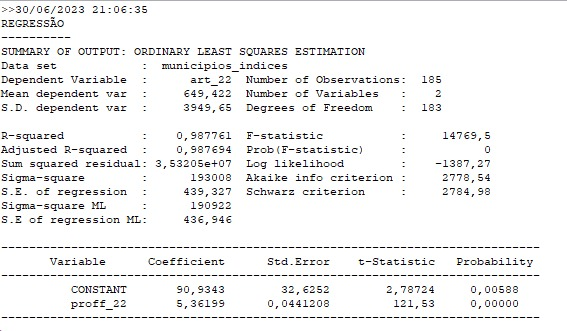 >>30/06/2023 21:06:35
REGRESSÃO
----------
SUMMARY OF OUTPUT: ORDINARY LEAST SQUARES ESTIMATION
Data set : municipios_indices
Dependent Variable : art_22 Number of Observations: 185
Mean dependent var : 649,422 Number of Variables : 2
S.D. dependent var : 3949,65 Degrees of Freedom : 183
R-squared : 0,987761 F-statistic : 14769,5
Adjusted R-squared : 0,987694 Prob(F-statistic) : 0
Sum squared residual: 3,53205e+07 Log likelihood : -1387,27
Sigma-square : 193008 Akaike info criterion : 2778,54
S.E. of regression : 439,327 Schwarz criterion : 2784,98
Sigma-square ML : 190922
S.E of regression ML: 436,946
-----------------------------------------------------------------------------
Variable Coefficient Std.Error t-Statistic Probability
-----------------------------------------------------------------------------
CONSTANT 90,9343 32,6252 2,78724 0,00588
proff_22 5,36199 0,0441208 121,53 0,00000
-----------------------------------------------------------------------------